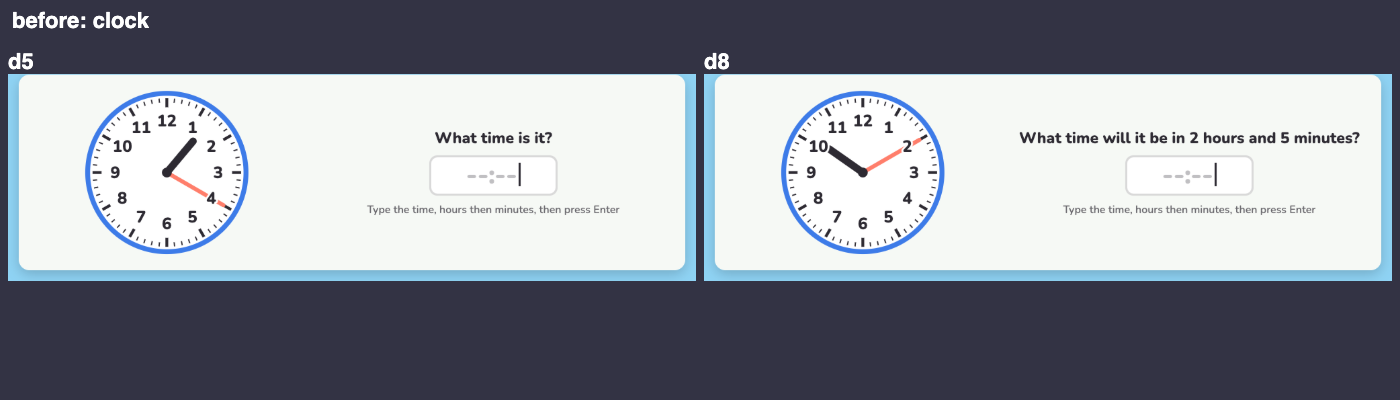 before: clock
d5
12
11 1
10 2
9 3
8 4
7 5
6
What time is it?
--:--
Type the time, hours then minutes, then press Enter
d8
12
11 1
10 2
9 3
8 4
7 5
6
What time will it be in 2 hours and 5 minutes?
--:--
Type the time, hours then minutes, then press Enter